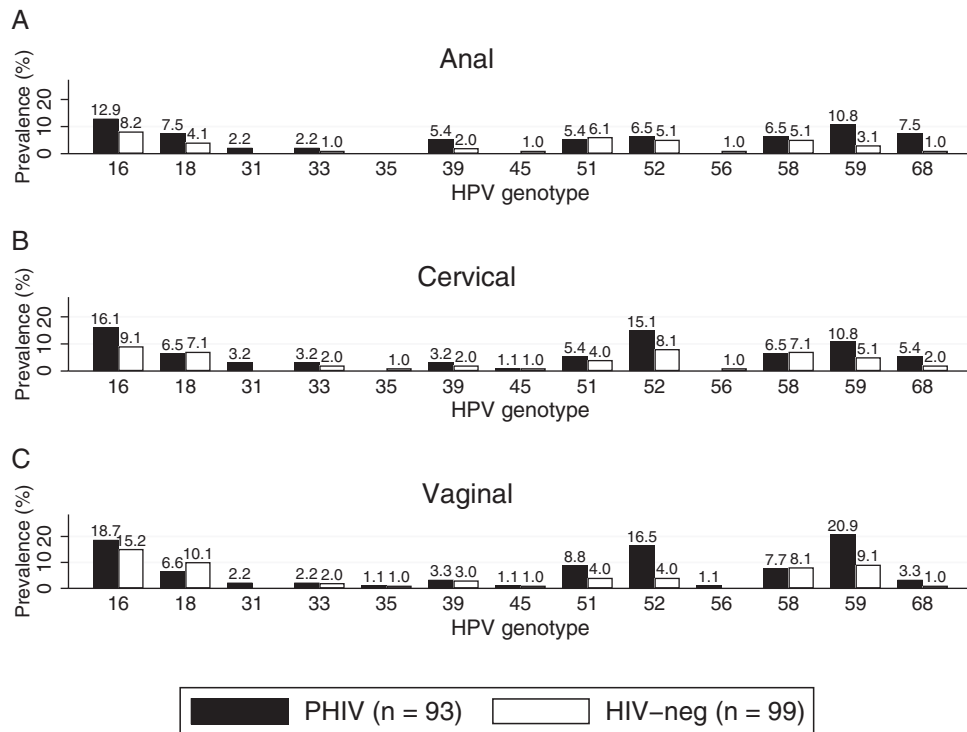 A
Anal
Prevalence (%)
0 10 20
12.9 8.2 7.5 4.1 2.2 2.2 1.0 5.4 2.0 1.0 5.4 6.1 6.5 5.1 1.0 6.5 5.1 10.8 3.1 7.5 1.0
16 18 31 33 35 39 45 51 52 56 58 59 68
HPV genotype
B
Cervical
Prevalence (%)
0 10 20
16.1 9.1 6.5 7.1 3.2 3.2 2.0 1.0 3.2 2.0 1.1 1.0 5.4 4.0 15.1 8.1 1.0 6.5 7.1 10.8 5.1 5.4 2.0
16 18 31 33 35 39 45 51 52 56 58 59 68
HPV genotype
C
Vaginal
Prevalence (%)
0 10 20
18.7 15.2 6.6 10.1 2.2 2.2 2.0 1.1 1.0 3.3 3.0 1.1 1.0 8.8 4.0 16.5 4.0 1.1 7.7 8.1 20.9 9.1 3.3 1.0
16 18 31 33 35 39 45 51 52 56 58 59 68
HPV genotype
PHIV (n = 93) HIV−neg (n = 99)